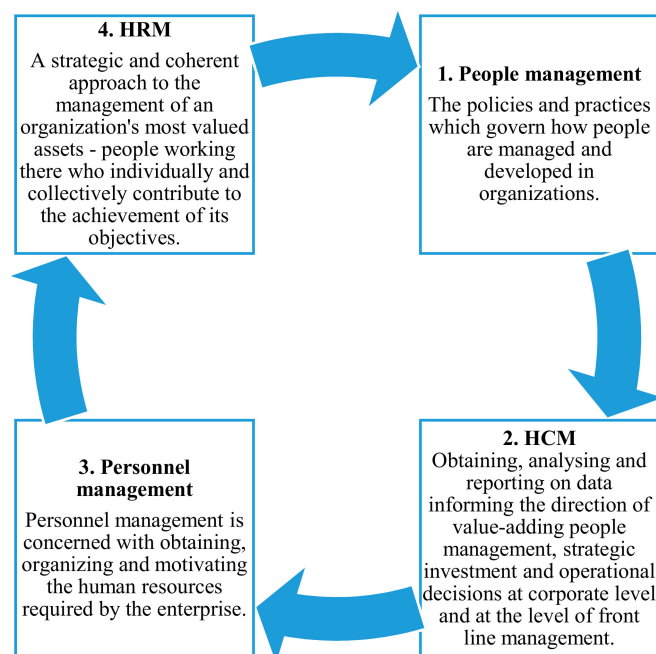 4. HRM
A strategic and coherent
approach to the
management of an
organization's most valued
assets - people working
there who individually and
collectively contribute to
the achievement of its
objectives.
1. People management
The policies and practices
which govern how people
are managed and
developed in
organizations.
2. HCM
Obtaining, analysing and
reporting on data
informing the direction of
value-adding people
management, strategic
investment and operational
decisions at corporate level
and at the level of front
line management.
3. Personnel
management
Personnel management is
concerned with obtaining,
organizing and motivating
the human resources
required by the enterprise.